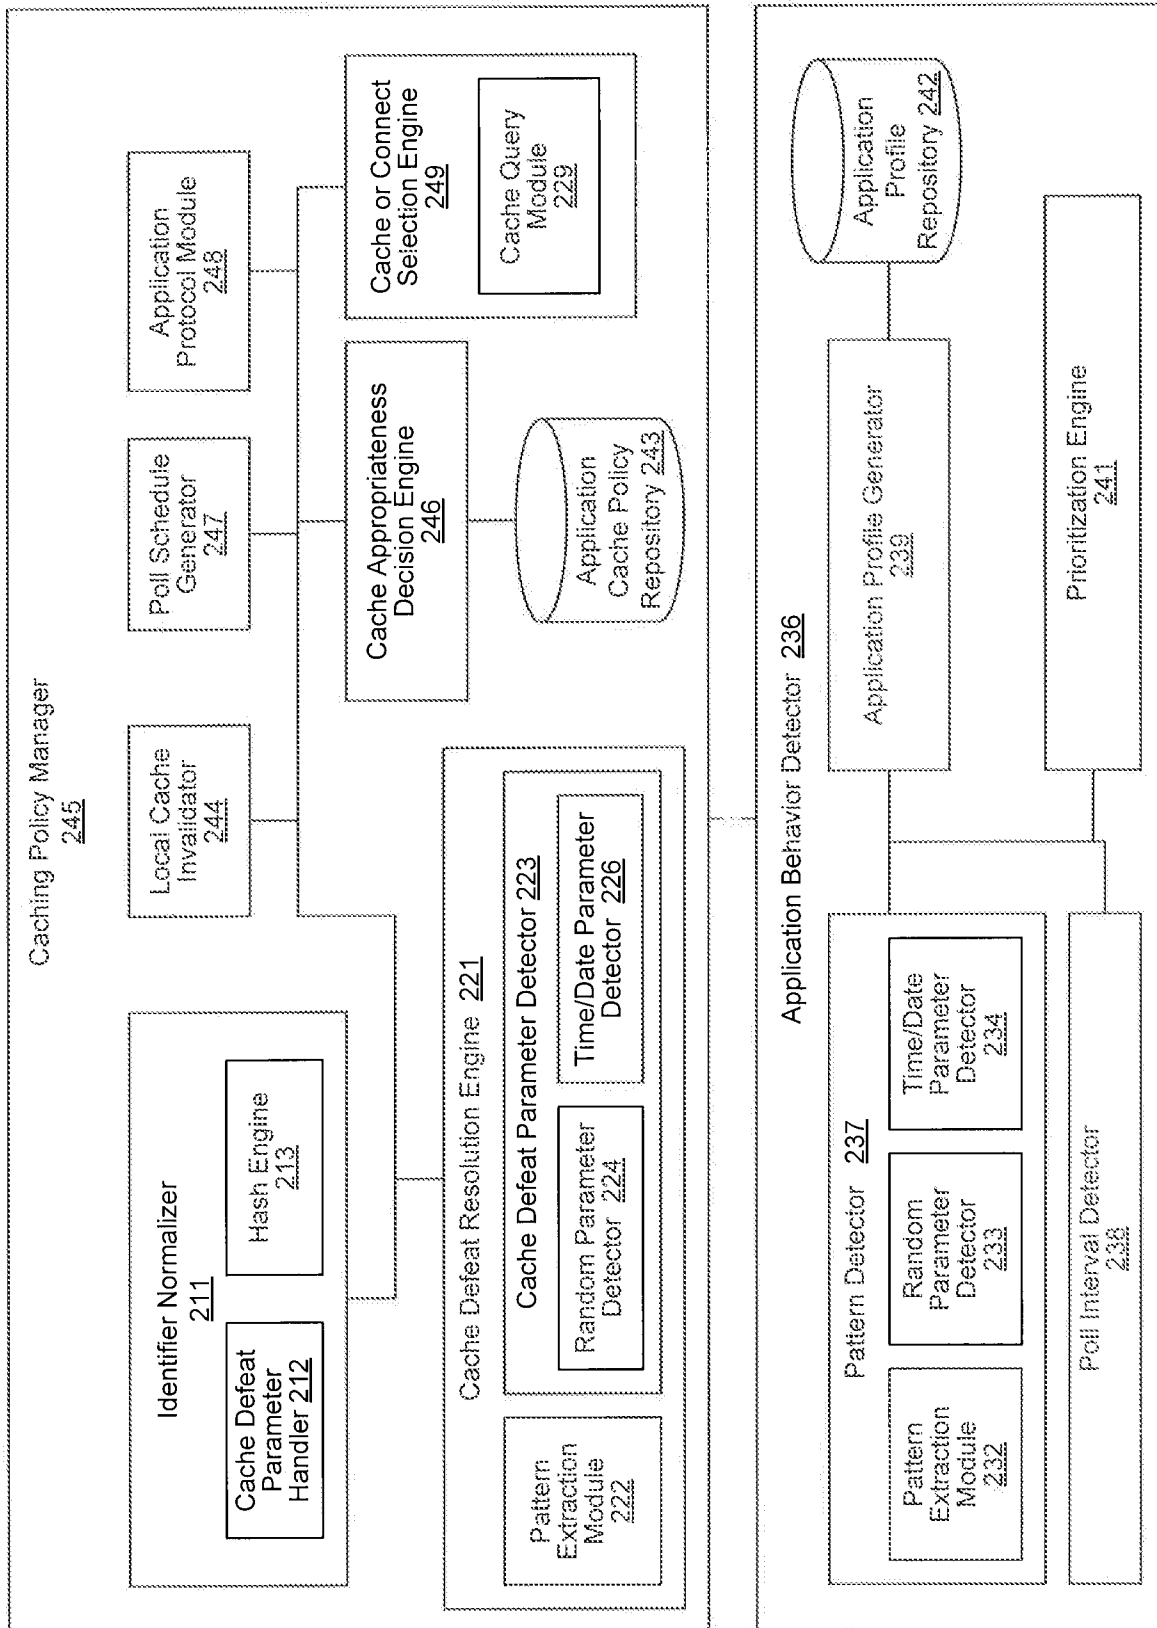 Caching Policy Manager
245
Identifier Normalizer
211
Cache Defeat
Parameter
Handler 212
Hash Engine
213
Local Cache
Invalidator
244
Poll Schedule
Generator
247
Application
Protocol Module
248
Cache Defeat Resolution Engine 221
Pattern
Extraction
Module
222
Cache Defeat Parameter Detector 223
Random Parameter
Detector 224
Time/Date Parameter
Detector 226
Cache Appropriateness
Decision Engine
246
Application
Cache Policy
Repository 243
Cache or Connect
Selection Engine
249
Cache Query
Module
229
Application Behavior Detector 236
Pattern Detector 237
Pattern
Extraction
Module
232
Random
Parameter
Detector
233
Time/Date
Parameter
Detector
234
Poll Interval Detector
238
Application Profile Generator
239
Application
Profile
Repository 242
Prioritization Engine
241